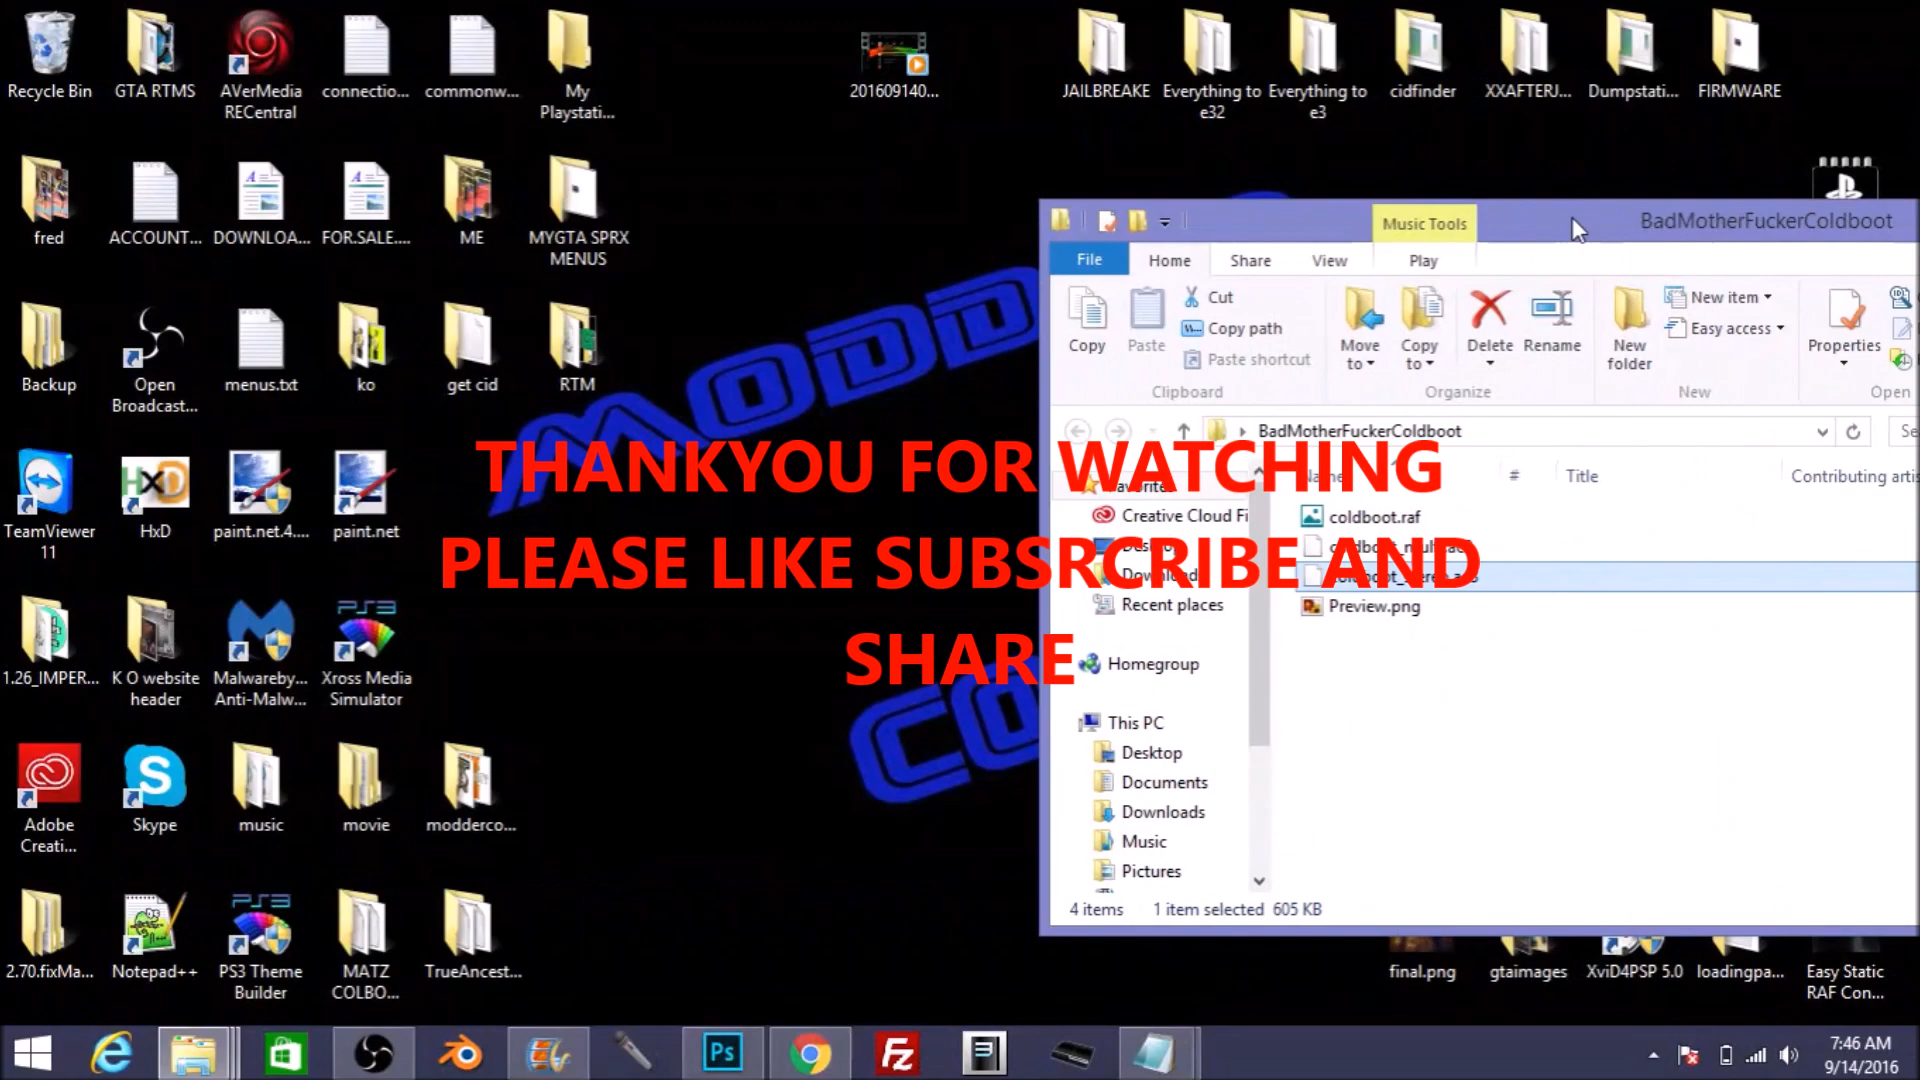 Recycle Bin
GTA RTMS
AVerMedia
RECentral
connectio...
commonw...
My
Playstati...
201609140...
JAILBREAKE
Everything to
e32
Everything to
e3
cidfinder
XXAFTERJ...
Dumpstati...
FIRMWARE
fred
ACCOUNT...
DOWNLOA...
FOR.SALE....
ME
MYGTA SPRX
MENUS
Backup
Open
Broadcast...
menus.txt
ko
get cid
RTM
MODD
CO
TeamViewer
11
HxD
paint.net.4....
paint.net
1.26_IMPER...
K O website
header
Malwareby...
Anti-Malw...
Xross Media
Simulator
Adobe
Creati...
Skype
music
movie
modderco...
2.70.fixMa...
Notepad++
PS3 Theme
Builder
MATZ
COLBO...
TrueAncest...
Music Tools
BadMotherFuckerColdboot
File
Home
Share
View
Play
Copy
Paste
Cut
Copy path
Paste shortcut
Clipboard
Move
to
Copy
to
Delete
Rename
Organize
New
folder
New item
Easy access
New
Properties
Open
BadMotherFuckerColdboot
Se
# Title Contributing artis
Creative Cloud Fi
Recent places
Homegroup
This PC
Desktop
Documents
Downloads
Music
Pictures
coldboot.raf
Preview.png
4 items 1 item selected 605 KB
THANKYOU FOR WATCHING
PLEASE LIKE SUBSRCRIBE AND
SHARE
final.png
gtaimages
XviD4PSP 5.0
loadingpa...
Easy Static
RAF Con...
Ps
Fz
7:46 AM
9/14/2016